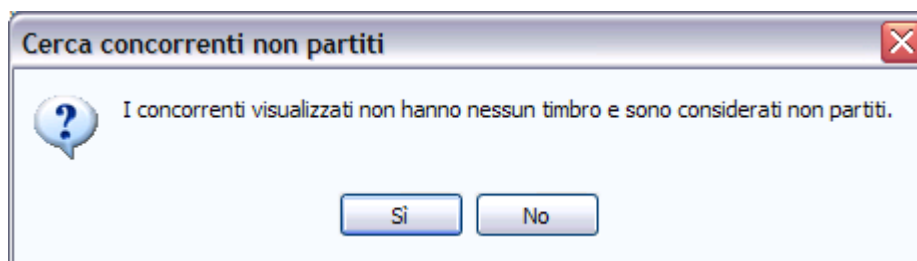 Cerca concorrenti non partiti
I concorrenti visualizzati non hanno nessun timbro e sono considerati non partiti.
Sì
No